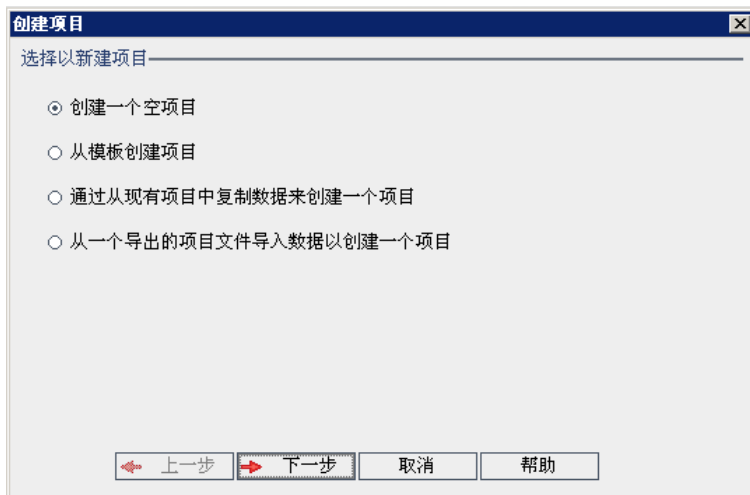 创建项目
选择以新建项目
创建一个空项目
从模板创建项目
通过从现有项目中复制数据来创建一个项目
从一个导出的项目文件导入数据以创建一个项目
上一步 下一步 取消 帮助